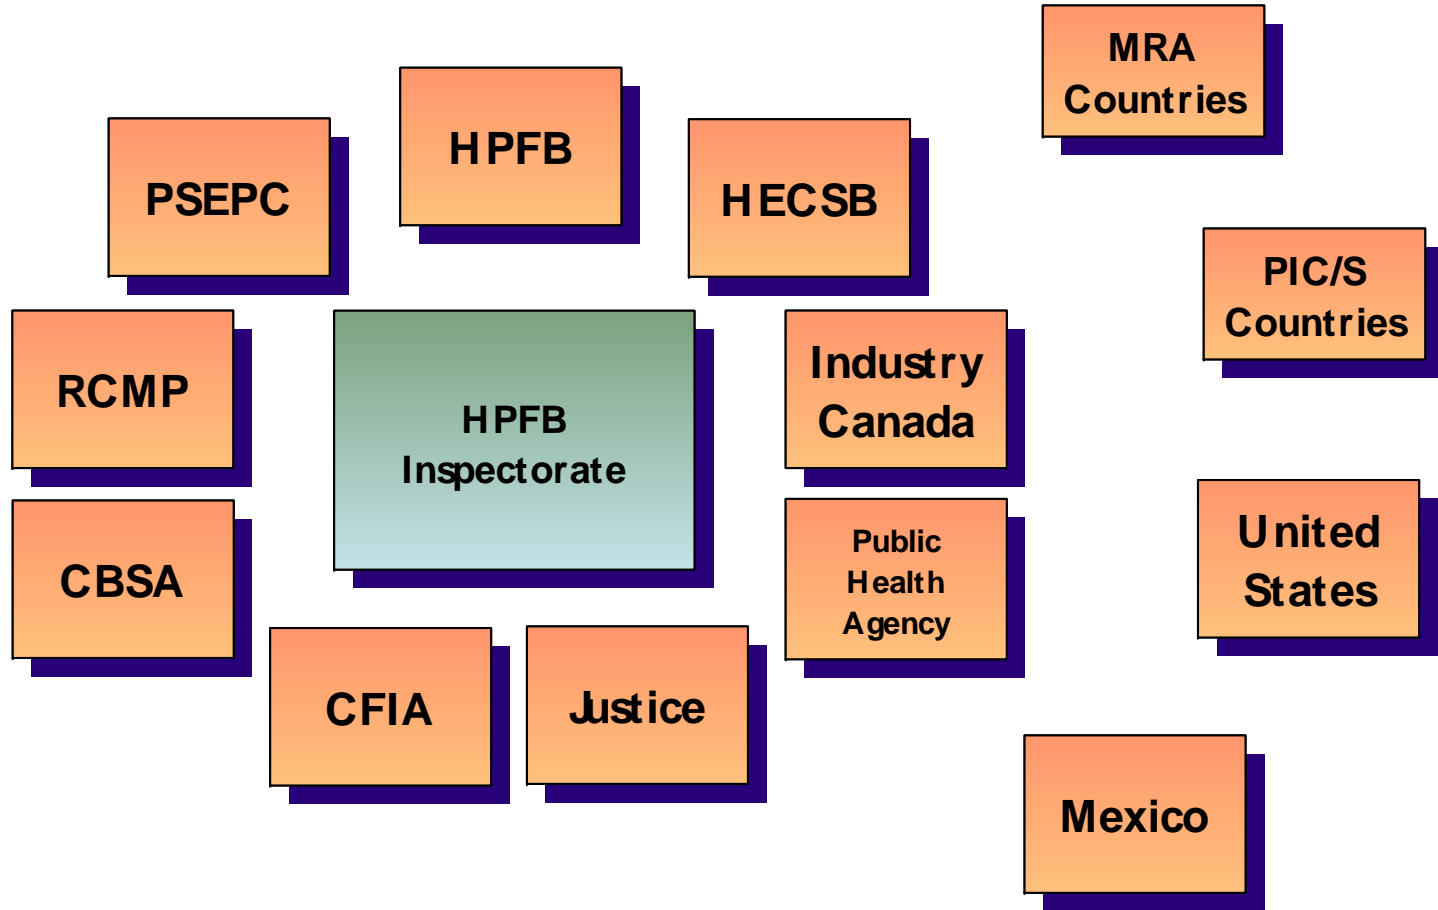 MRA
Countries
HPFB
PSEPC
HECSB
PIC/S
Countries
RCMP
HPFB
Inspectorate
Industry
Canada
CBSA
Public
Health
Agency
United
States
CFIA
Justice
Mexico